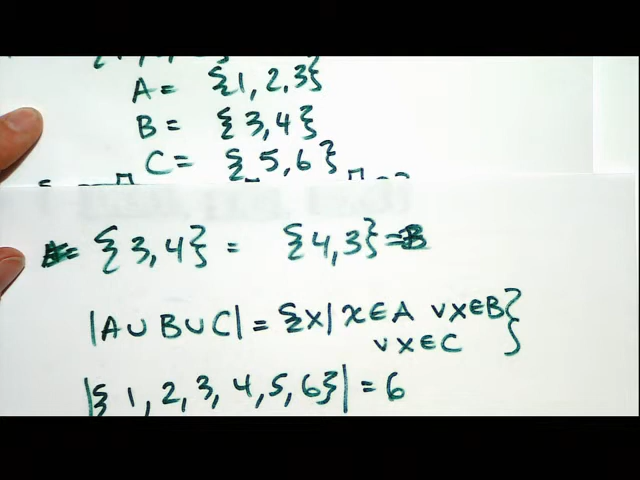 A = {1, 2, 3}
B = {3, 4}
C = {5, 6}
= {3, 4} = {4, 3} = B
|A ∪ B ∪ C| = {x | x ∈ A ∨ x ∈ B
∨ x ∈ C}
|{1, 2, 3, 4, 5, 6}| = 6